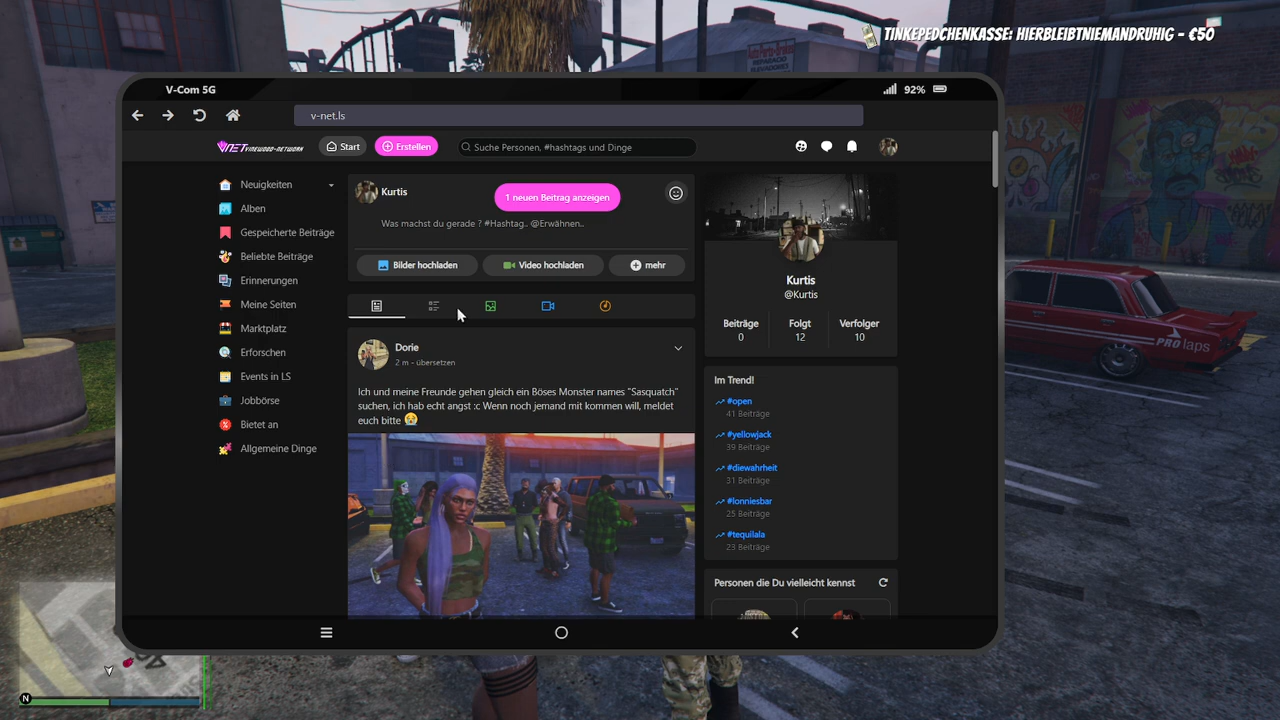 TINKEPEDCHENKASSE: HIERBLEIBTNIEMANDRUHIG - €50
V-Com 5G
92%
v-net.ls
VNET VINEWOOD-NETWORK
Start
Erstellen
Suche Personen, #hashtags und Dinge
Neuigkeiten
Alben
Gespeicherte Beiträge
Beliebte Beiträge
Erinnerungen
Meine Seiten
Marktplatz
Erforschen
Events in LS
Jobbörse
Bietet an
Allgemeine Dinge
Kurtis
1 neuen Beitrag anzeigen
Was machst du gerade ? #Hashtag.. @Erwähnen..
Bilder hochladen
Video hochladen
mehr
Dorie
2 m - übersetzen
Ich und meine Freunde gehen gleich ein Böses Monster names "Sasquatch"
suchen, ich hab echt angst :c Wenn noch jemand mit kommen will, meldet
euch bitte 😭
Kurtis
@Kurtis
Beiträge Folgt Verfolger
0 12 10
Im Trend!
#open
41 Beiträge
#yellowjack
39 Beiträge
#diewahrheit
31 Beiträge
#lonniesbar
25 Beiträge
#tequilala
23 Beiträge
Personen die Du vielleicht kennst
PRO laps
N